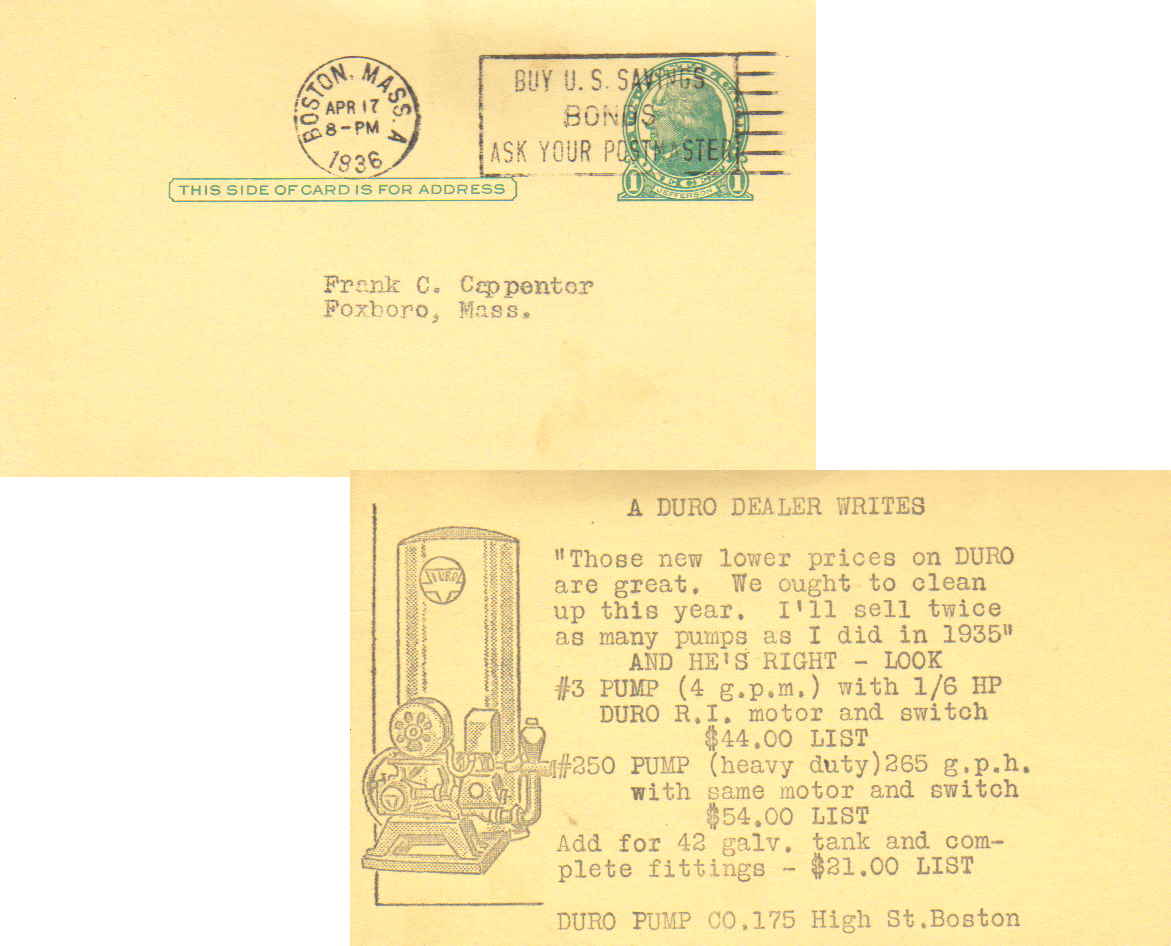 BOSTON, MASS. A
APR 17
8-PM
1936
BUY U.S. SAVINGS
BONDS
ASK YOUR POSTMASTER
THIS SIDE OF CARD IS FOR ADDRESS
1 JEFFERSON 1
Frank C. Cappenter
Foxboro, Mass.
A DURO DEALER WRITES
"Those new lower prices on DURO
are great. We ought to clean
up this year. I'll sell twice
as many pumps as I did in 1935"
AND HE'S RIGHT - LOOK
#3 PUMP (4 g.p.m.) with 1/6 HP
DURO R.I. motor and switch
$44.00 LIST
#250 PUMP (heavy duty)265 g.p.h.
with same motor and switch
$54.00 LIST
Add for 42 galv. tank and com-
plete fittings - $21.00 LIST
DURO PUMP CO.175 High St.Boston
DURO